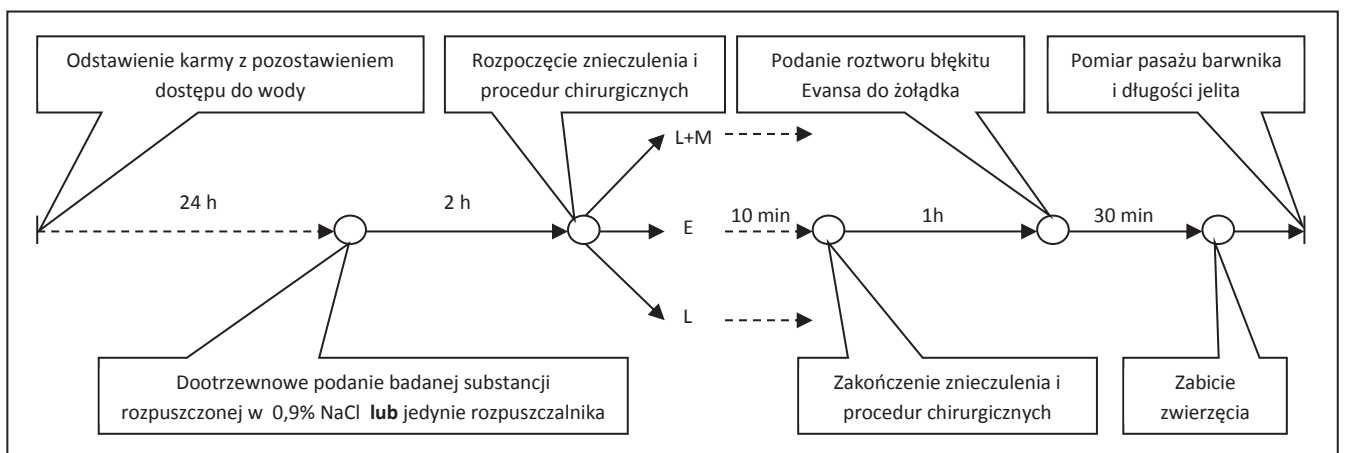 Odstawienie karmy z pozostawieniem
dostępu do wody
Rozpoczęcie znieczulenia i
procedur chirurgicznych
Podanie roztworu błękitu
Evansa do żołądka
Pomiar pasażu barwnika
i długości jelita
L+M
24 h
2 h
E
10 min
1h
30 min
L
Dootrzewnowe podanie badanej substancji
rozpuszczonej w 0,9% NaCl lub jedynie rozpuszczalnika
Zakończenie znieczulenia i
procedur chirurgicznych
Zabicie
zwierzęcia